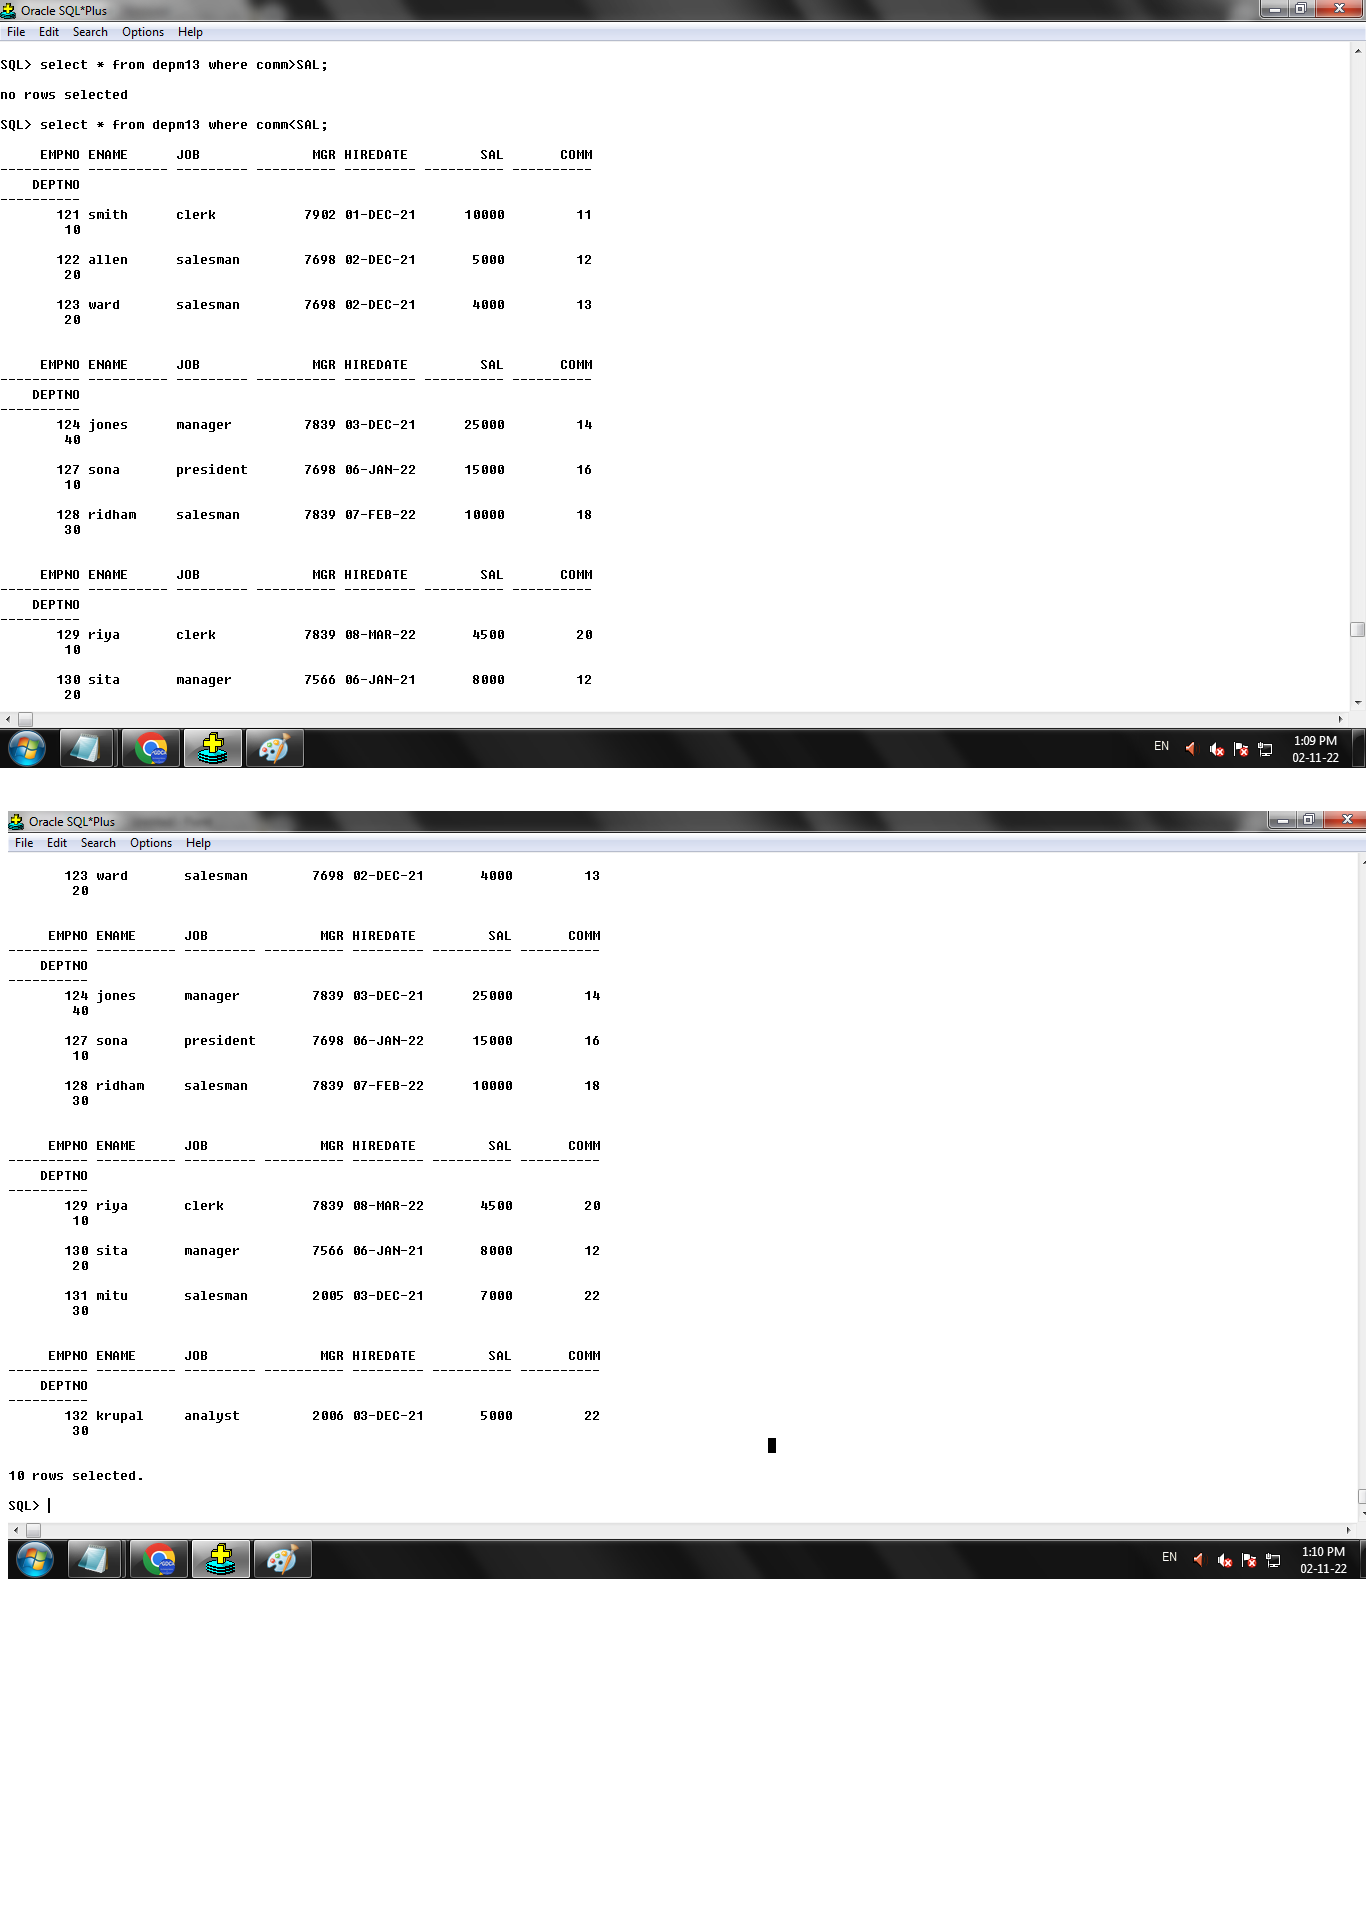 Oracle SQL*Plus
File Edit Search Options Help
SQL> select * from depm13 where comm>SAL;
no rows selected
SQL> select * from depm13 where comm<SAL;
EMPNO ENAME JOB MGR HIREDATE SAL COMM
---------- ---------- --------- ---------- --------- ---------- ----------
DEPTNO
----------
121 smith clerk 7902 01-DEC-21 10000 11
10
122 allen salesman 7698 02-DEC-21 5000 12
20
123 ward salesman 7698 02-DEC-21 4000 13
20
EMPNO ENAME JOB MGR HIREDATE SAL COMM
---------- ---------- --------- ---------- --------- ---------- ----------
DEPTNO
----------
124 jones manager 7839 03-DEC-21 25000 14
40
127 sona president 7698 06-JAN-22 15000 16
10
128 ridham salesman 7839 07-FEB-22 10000 18
30
EMPNO ENAME JOB MGR HIREDATE SAL COMM
---------- ---------- --------- ---------- --------- ---------- ----------
DEPTNO
----------
129 riya clerk 7839 08-MAR-22 4500 20
10
130 sita manager 7566 06-JAN-21 8000 12
20
EN 1:09 PM
02-11-22
Oracle SQL*Plus
File Edit Search Options Help
123 ward salesman 7698 02-DEC-21 4000 13
20
EMPNO ENAME JOB MGR HIREDATE SAL COMM
---------- ---------- --------- ---------- --------- ---------- ----------
DEPTNO
----------
124 jones manager 7839 03-DEC-21 25000 14
40
127 sona president 7698 06-JAN-22 15000 16
10
128 ridham salesman 7839 07-FEB-22 10000 18
30
EMPNO ENAME JOB MGR HIREDATE SAL COMM
---------- ---------- --------- ---------- --------- ---------- ----------
DEPTNO
----------
129 riya clerk 7839 08-MAR-22 4500 20
10
130 sita manager 7566 06-JAN-21 8000 12
20
131 mitu salesman 2005 03-DEC-21 7000 22
30
EMPNO ENAME JOB MGR HIREDATE SAL COMM
---------- ---------- --------- ---------- --------- ---------- ----------
DEPTNO
----------
132 krupal analyst 2006 03-DEC-21 5000 22
30
10 rows selected.
SQL>
EN 1:10 PM
02-11-22